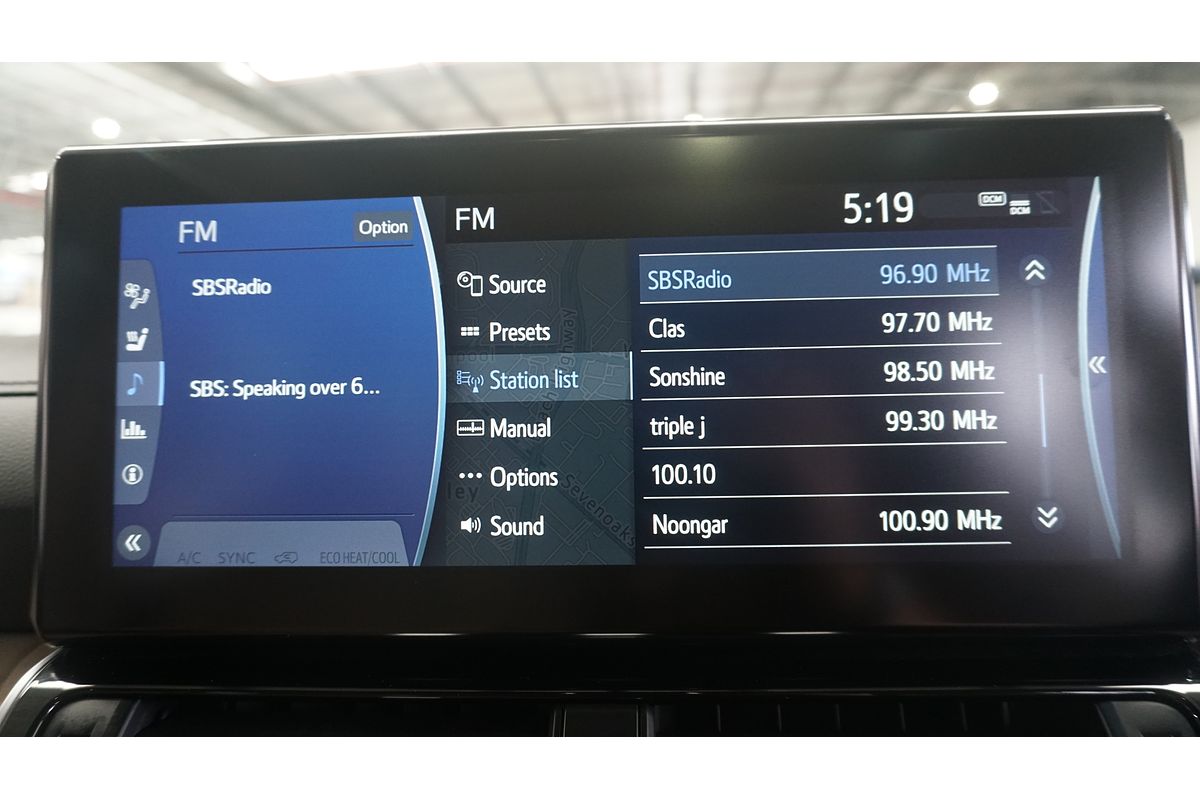 FM
Option
SBSRadio
SBS: Speaking over 6...
A/C SYNC ECO HEAT/COOL
FM
5:19
DCM
DCM
Source
Presets
Station list
Manual
Options
Sound
SBSRadio 96.90 MHz
Clas 97.70 MHz
Sonshine 98.50 MHz
triple j 99.30 MHz
100.10
Noongar 100.90 MHz
ley
Sevenoaks